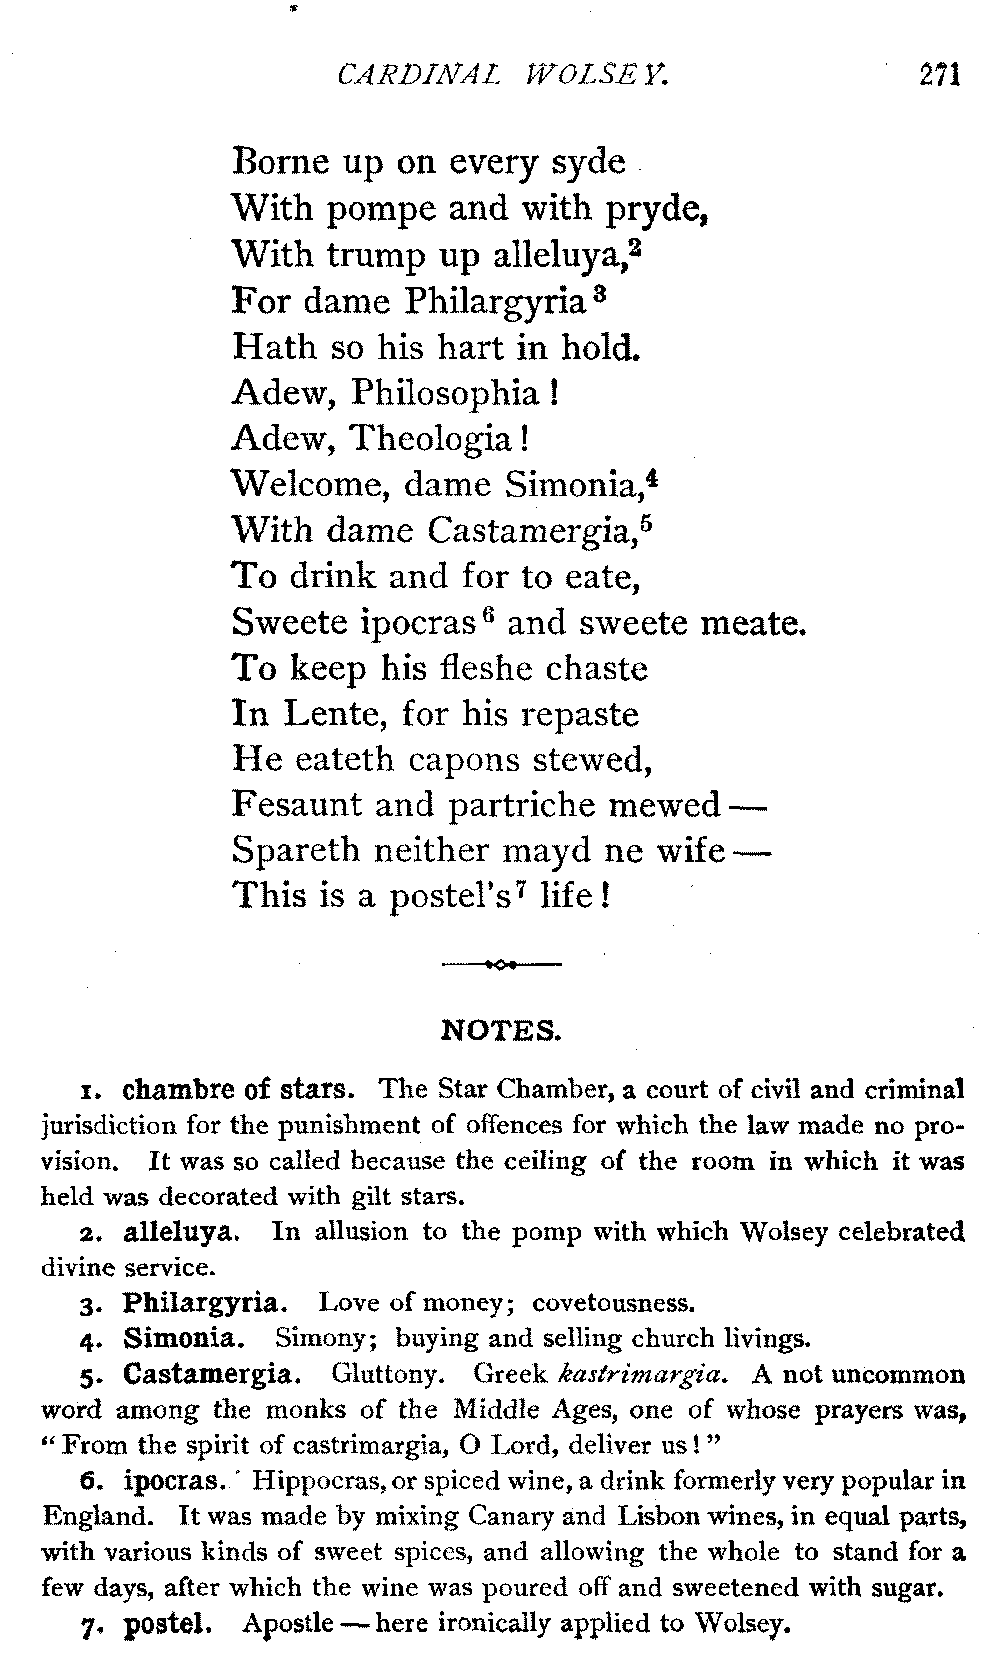 CARDINAL WOLSEY. 271
Borne up on every syde
With pompe and with pryde,
With trump up alleluya,²
For dame Philargyria ³
Hath so his hart in hold.
Adew, Philosophia !
Adew, Theologia !
Welcome, dame Simonia,⁴
With dame Castamergia,⁵
To drink and for to eate,
Sweete ipocras ⁶ and sweete meate.
To keep his fleshe chaste
In Lente, for his repaste
He eateth capons stewed,
Fesaunt and partriche mewed —
Spareth neither mayd ne wife —
This is a postel's⁷ life !
NOTES.
1. chambre of stars. The Star Chamber, a court of civil and criminal
jurisdiction for the punishment of offences for which the law made no pro-
vision. It was so called because the ceiling of the room in which it was
held was decorated with gilt stars.
2. alleluya. In allusion to the pomp with which Wolsey celebrated
divine service.
3. Philargyria. Love of money; covetousness.
4. Simonia. Simony; buying and selling church livings.
5. Castamergia. Gluttony. Greek kastrimargia. A not uncommon
word among the monks of the Middle Ages, one of whose prayers was,
“From the spirit of castrimargia, O Lord, deliver us!”
6. ipocras. Hippocras, or spiced wine, a drink formerly very popular in
England. It was made by mixing Canary and Lisbon wines, in equal parts,
with various kinds of sweet spices, and allowing the whole to stand for a
few days, after which the wine was poured off and sweetened with sugar.
7. postel. Apostle — here ironically applied to Wolsey.